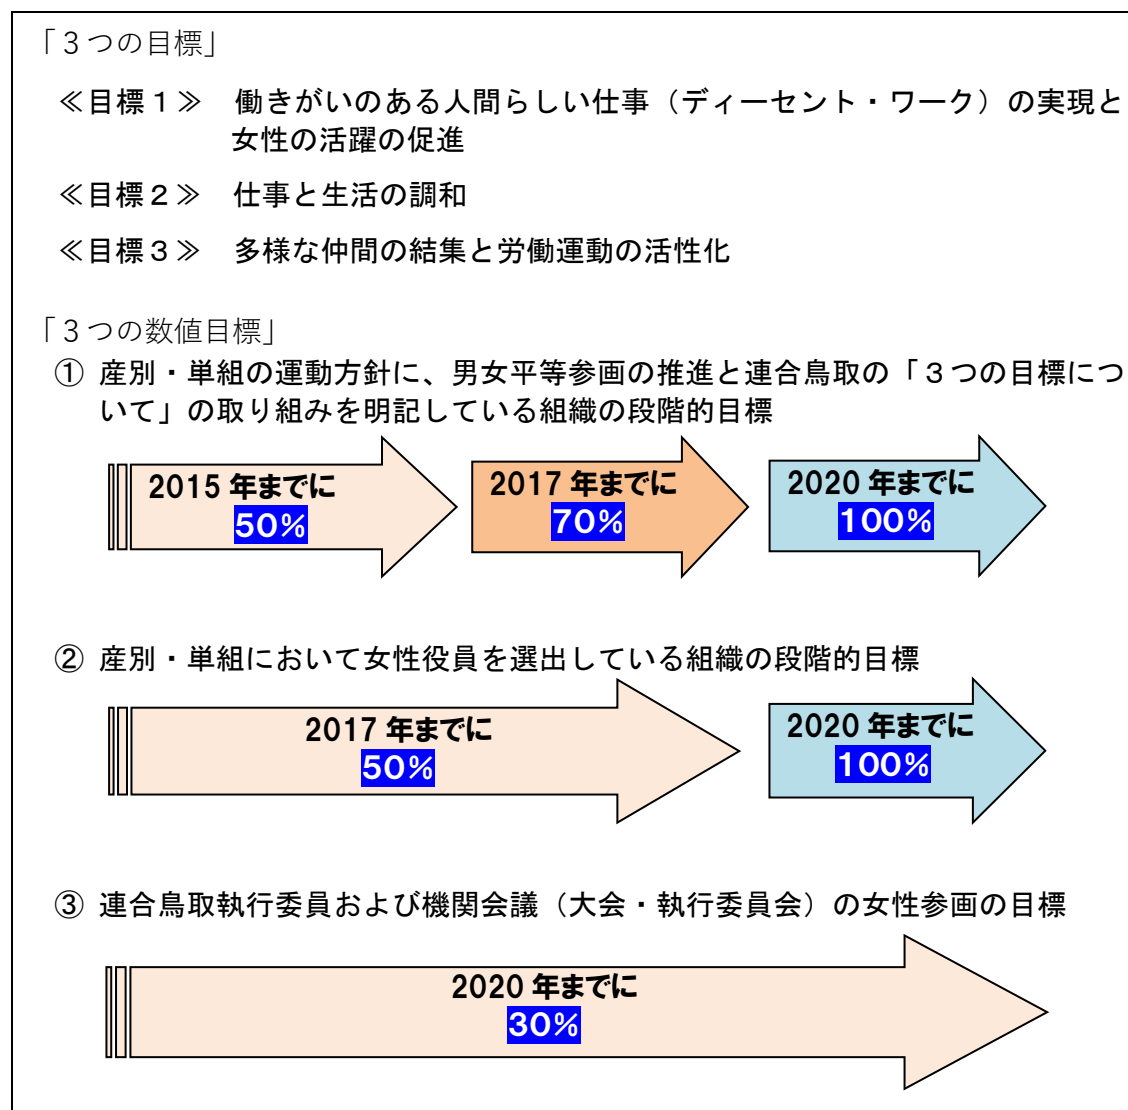 「３つの目標」
≪目標１≫　働きがいのある人間らしい仕事（ディーセント・ワーク）の実現と
女性の活躍の促進
≪目標２≫　仕事と生活の調和
≪目標３≫　多様な仲間の結集と労働運動の活性化
「３つの数値目標」
① 産別・単組の運動方針に、男女平等参画の推進と連合鳥取の「３つの目標につ
いて」の取り組みを明記している組織の段階的目標
2015 年までに
50%
2017 年までに
70%
2020 年までに
100%
② 産別・単組において女性役員を選出している組織の段階的目標
2017 年までに
50%
2020 年までに
100%
③ 連合鳥取執行委員および機関会議（大会・執行委員会）の女性参画の目標
2020 年までに
30%